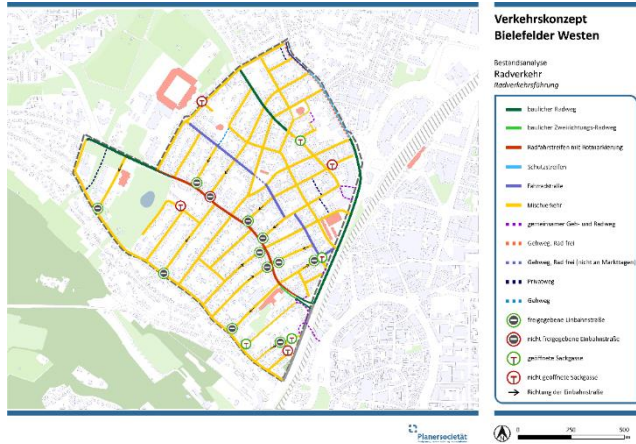 Verkehrskonzept
Bielefelder Westen
Bestandsanalyse
Radverkehr
Radverkehrsführung
baulicher Radweg
baulicher Zweirichtungs-Radweg
Radfahrstreifen mit Rotmarkierung
Schutzstreifen
Fahrradstraße
Mischverkehr
gemeinsamer Geh- und Radweg
Gehweg, Rad frei
Gehweg, Rad frei (nicht an Markttagen)
Privatweg
Gehweg
freigegebene Einbahnstraße
nicht freigegebene Einbahnstraße
geöffnete Sackgasse
nicht geöffnete Sackgasse
Richtung der Einbahnstraße
Planersocietät
0 250 500